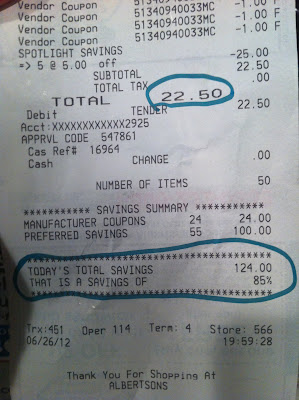 Vendor Coupon 51340940033MC -1.00 F
Vendor Coupon 51340940033MC -1.00 F
Vendor Coupon 51340940033MC -1.00 F
SPOTLIGHT SAVINGS -25.00
=> 5 @ 5.00 off 22.50
SUBTOTAL .00
TOTAL TAX
TOTAL 22.50
Debit TENDER 22.50
Acct:XXXXXXXXXXXX2925
APPRVL CODE 547861
Cas Ref# 16964
Cash CHANGE .00
NUMBER OF ITEMS 50
*********** SAVINGS SUMMARY ***********
MANUFACTURER COUPONS 24 24.00
PREFERRED SAVINGS 55 100.00
***************************************
TODAY'S TOTAL SAVINGS 124.00
THAT IS A SAVINGS OF 85%
***************************************
Trx:451 Oper 114 Term: 4 Store: 566
06/26/12 19:59:28
Thank You For Shopping At
ALBERTSONS